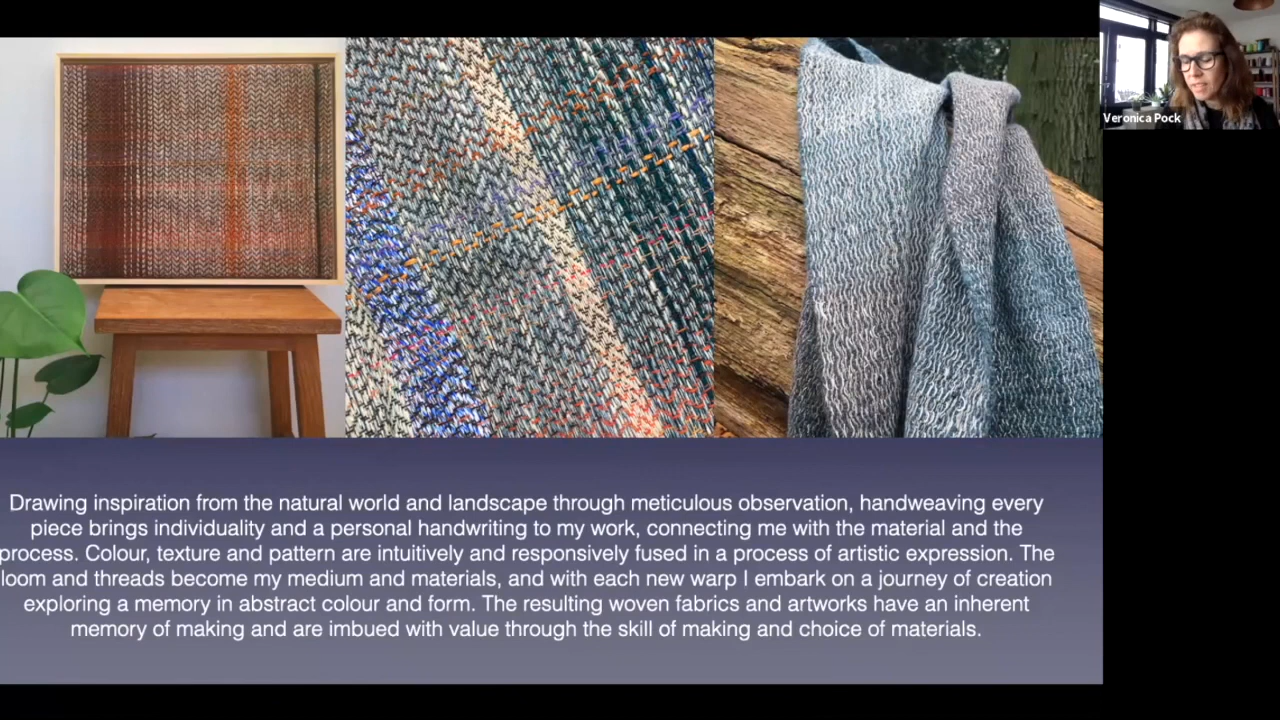 Veronica Pock
Drawing inspiration from the natural world and landscape through meticulous observation, handweaving every
piece brings individuality and a personal handwriting to my work, connecting me with the material and the
process. Colour, texture and pattern are intuitively and responsively fused in a process of artistic expression. The
loom and threads become my medium and materials, and with each new warp I embark on a journey of creation
exploring a memory in abstract colour and form. The resulting woven fabrics and artworks have an inherent
memory of making and are imbued with value through the skill of making and choice of materials.